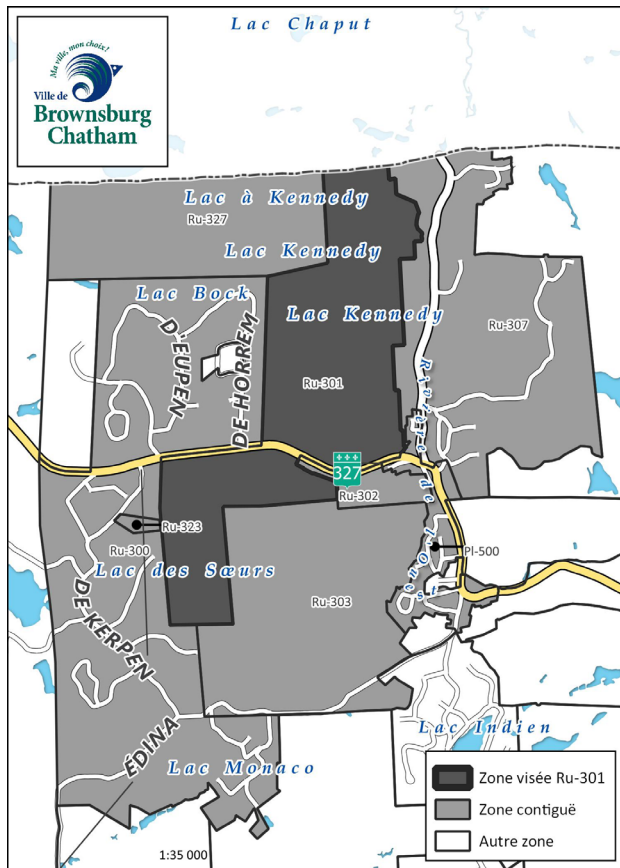 Lac Chaput
Ma ville, mon choix!
Ville de
Brownsburg
Chatham
Lac à Kennedy
Ru-327
Lac Kennedy
Lac Bock
Lac Kennedy
Ru-307
D'EUPEN
DE HORREM
Ru-301
Rivière de l'Ouest
327
Ru-302
Ru-323
Ru-300
Pl-500
Lac des Sœurs
DE KERPEN
Ru-303
ÉDINA
Lac Indien
Lac Monaco
Zone visée Ru-301
Zone contiguë
Autre zone
1:35 000